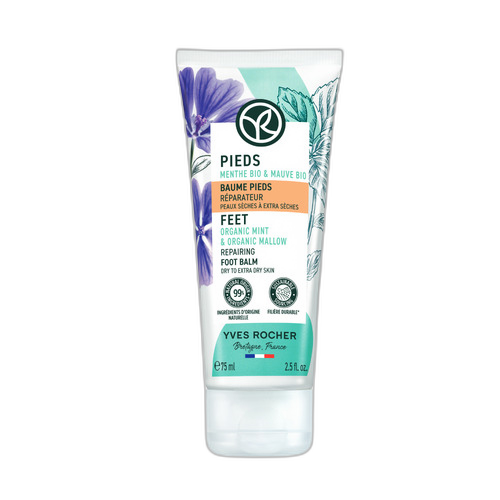 PIEDS
MENTHE BIO & MAUVE BIO
BAUME PIEDS
RÉPARATEUR
PEAUX SÈCHES À EXTRA SÈCHES
FEET
ORGANIC MINT
& ORGANIC MALLOW
REPAIRING
FOOT BALM
DRY TO EXTRA DRY SKIN
99%
INGRÉDIENTS D'ORIGINE
NATURELLE
FILIÈRE DURABLE*
YVES ROCHER
Bretagne, France
℮75 ml 2.5 fl. oz.